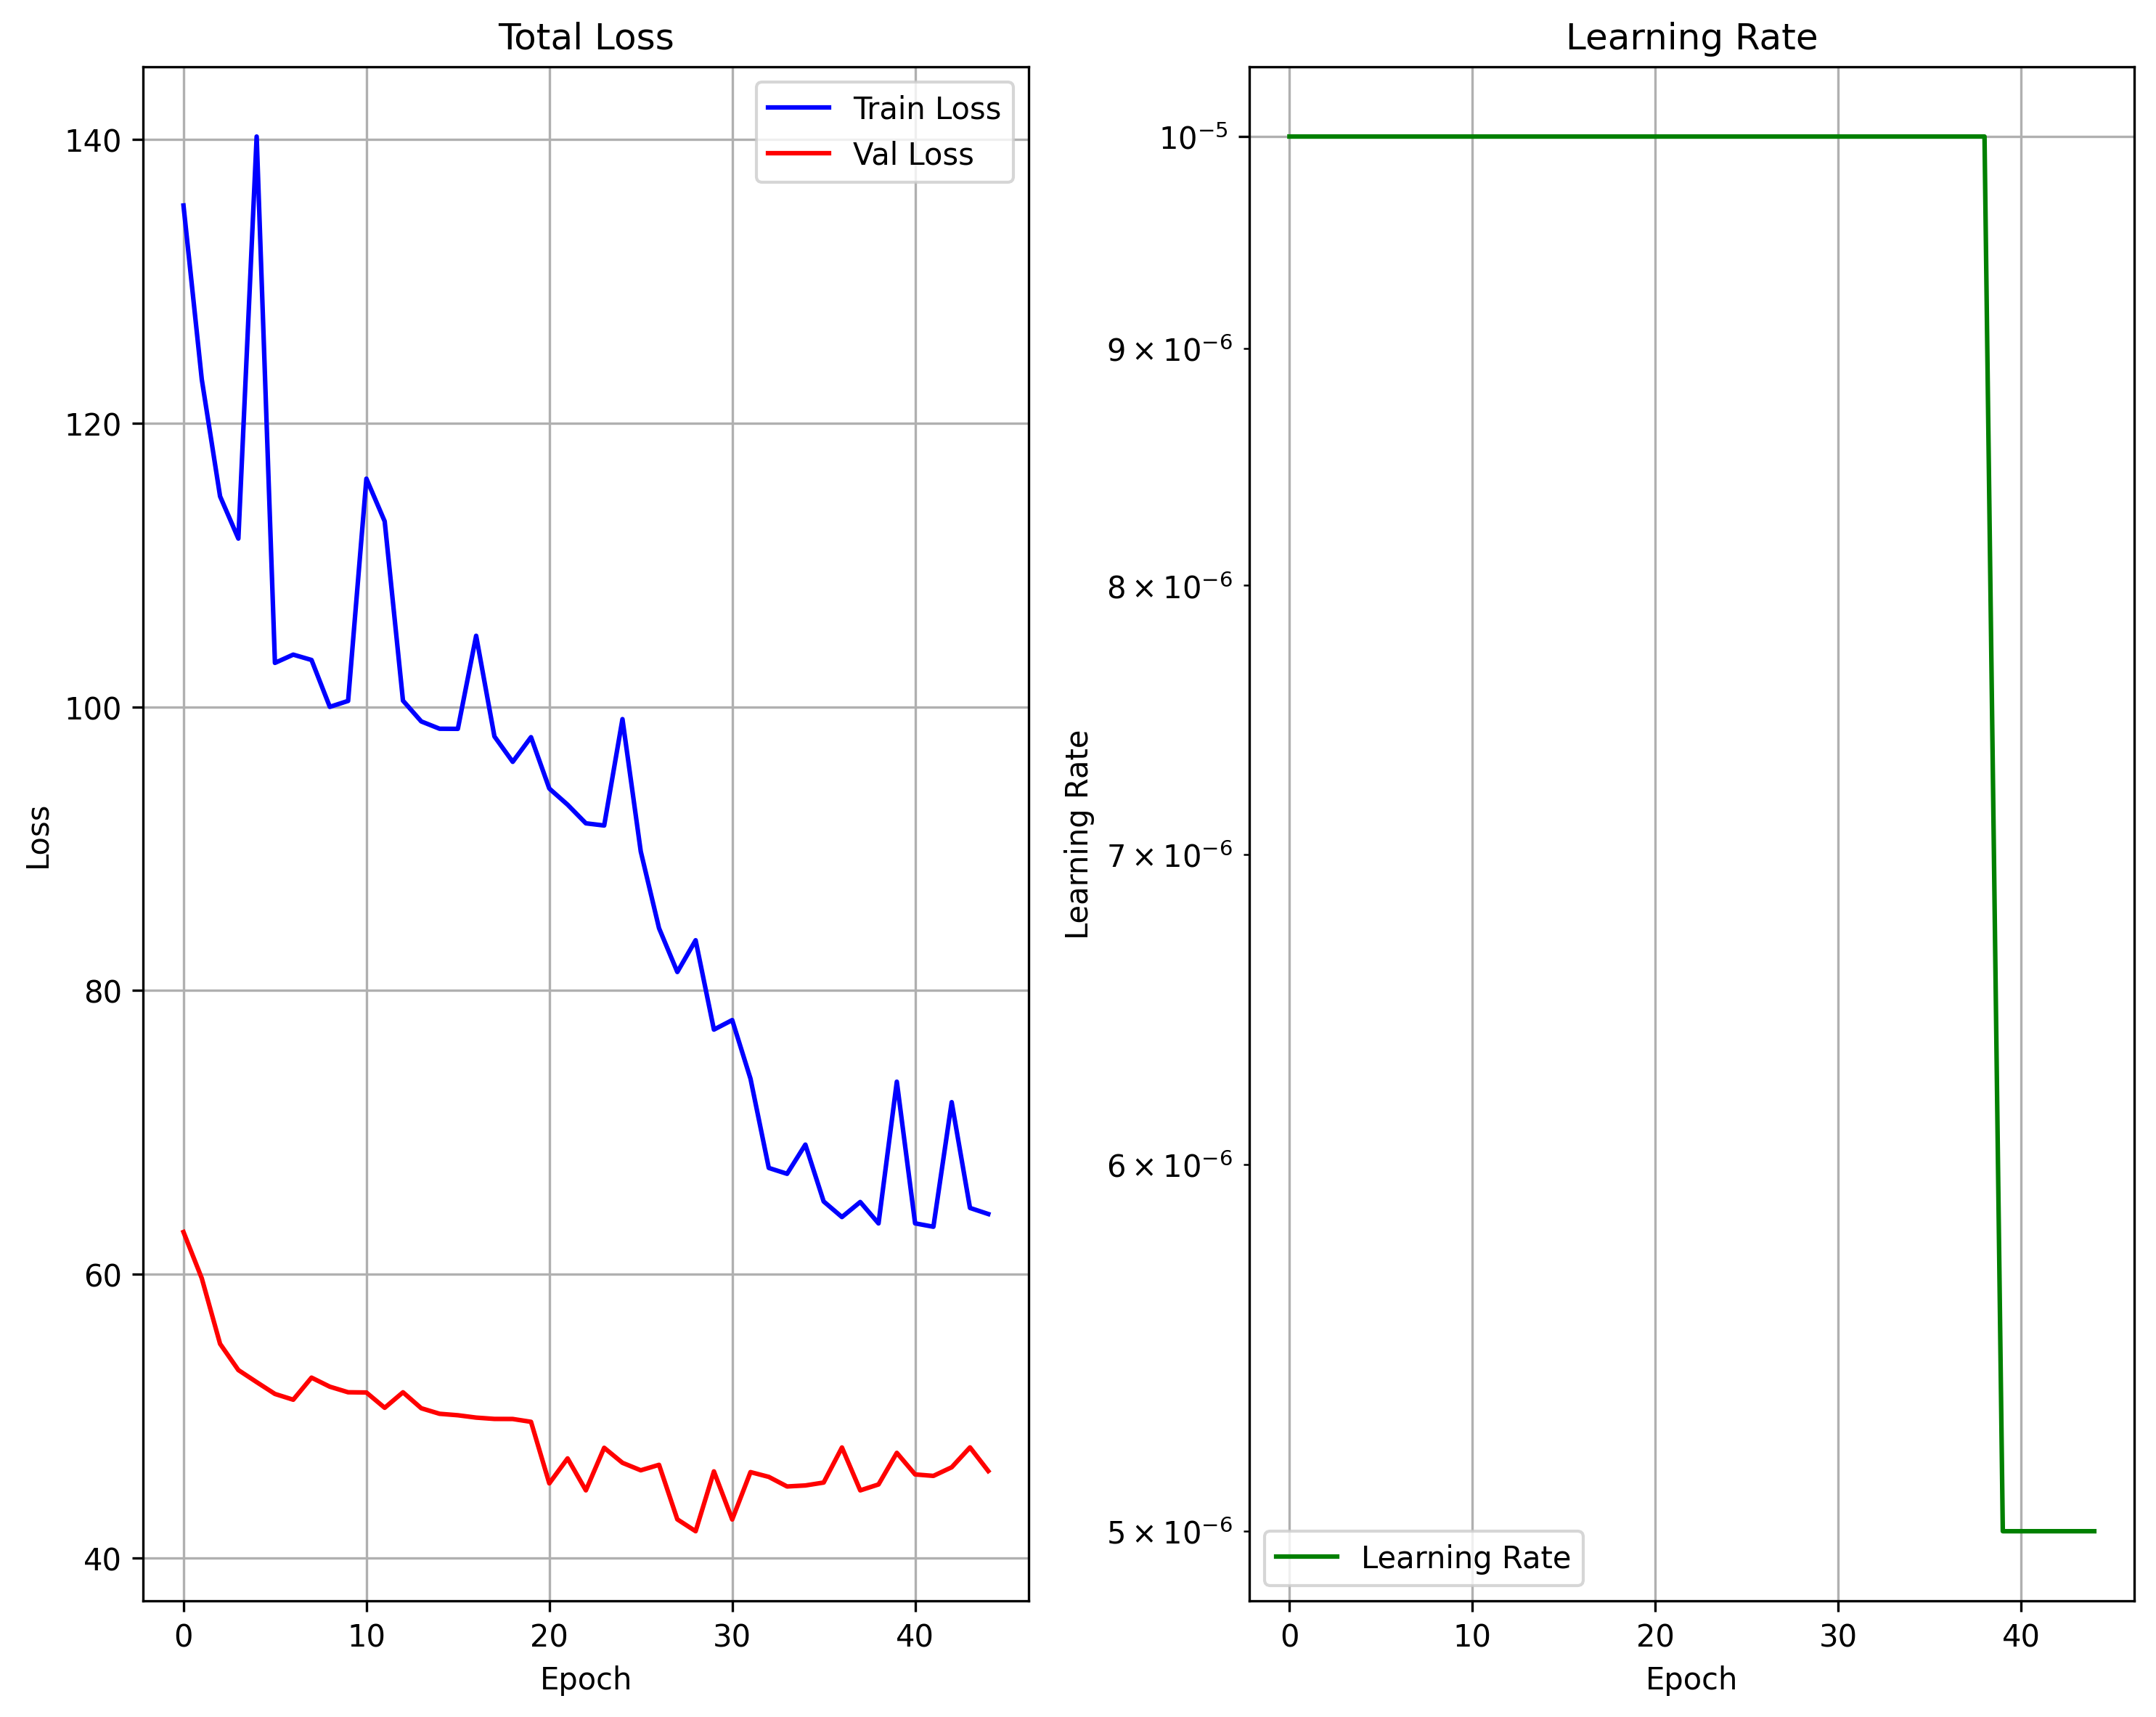 Total Loss
Train Loss
Val Loss
140
120
100
80
60
40
Loss
0 10 20 30 40
Epoch
Learning Rate
10⁻⁵
9×10⁻⁶
8×10⁻⁶
7×10⁻⁶
6×10⁻⁶
5×10⁻⁶
Learning Rate
Learning Rate
0 10 20 30 40
Epoch